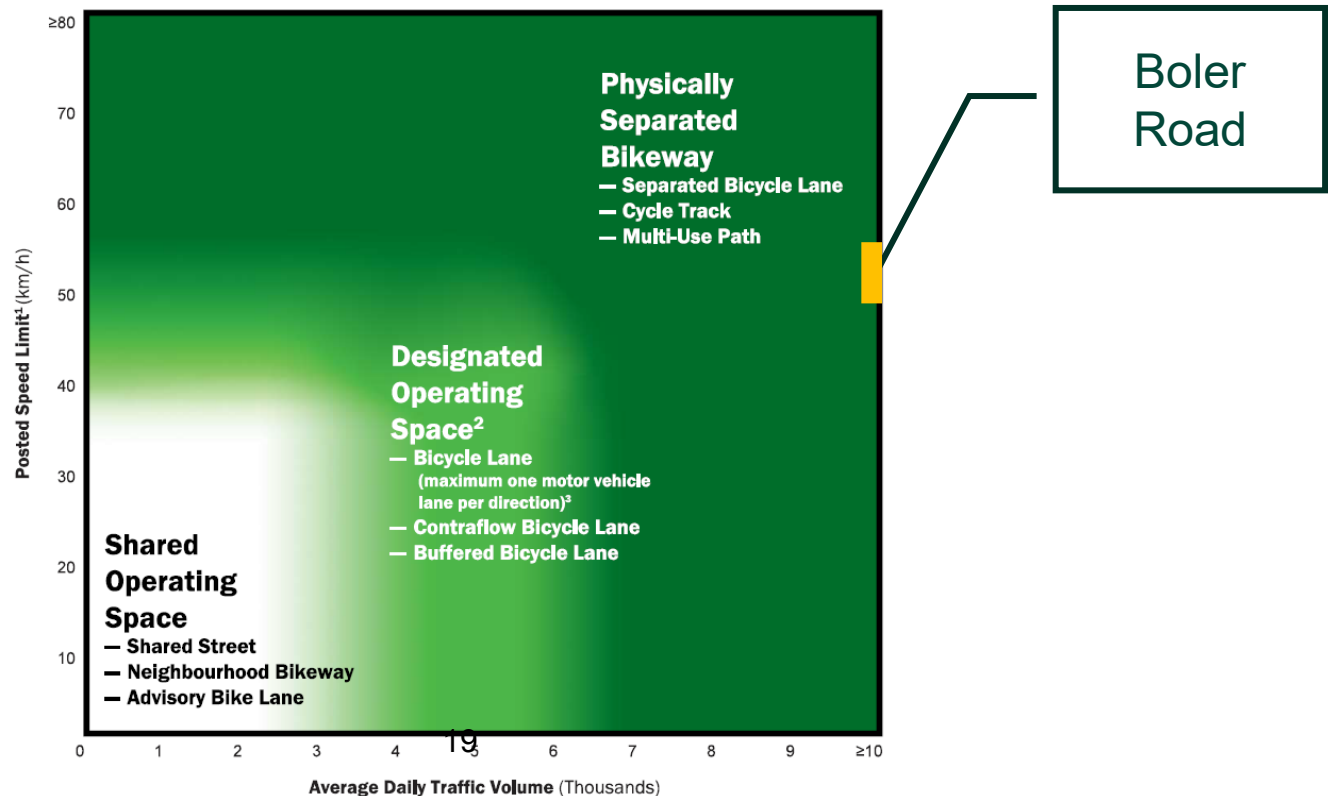 ≥80
70
60
50
40
30
20
10
Posted Speed Limit¹ (km/h)
Physically
Separated
Bikeway
— Separated Bicycle Lane
— Cycle Track
— Multi-Use Path
Boler
Road
Designated
Operating
Space²
— Bicycle Lane
(maximum one motor vehicle
lane per direction)³
— Contraflow Bicycle Lane
— Buffered Bicycle Lane
Shared
Operating
Space
— Shared Street
— Neighbourhood Bikeway
— Advisory Bike Lane
0 1 2 3 4 5 6 7 8 9 ≥10
19
Average Daily Traffic Volume (Thousands)